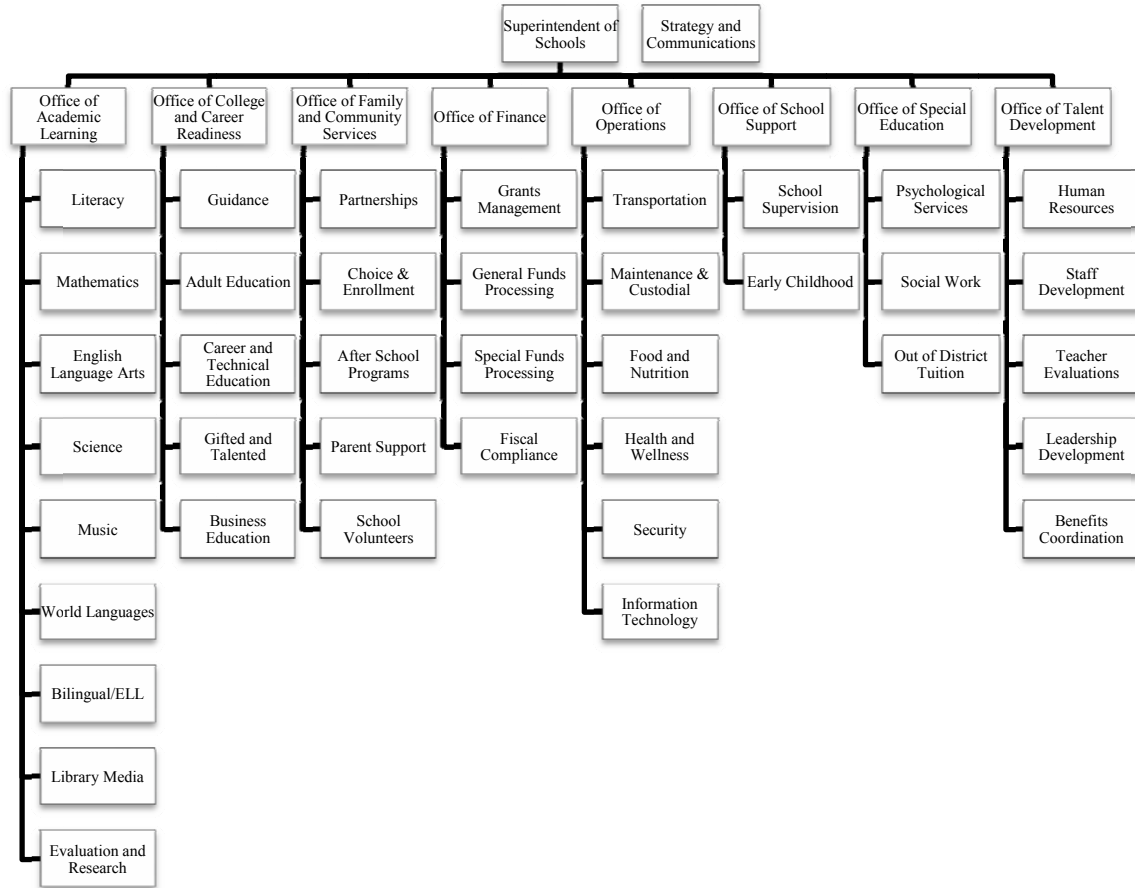 Superintendent of
Schools
Strategy and
Communications
Office of
Academic
Learning
Office of College
and Career
Readiness
Office of Family
and Community
Services
Office of Finance
Office of
Operations
Office of School
Support
Office of Special
Education
Office of Talent
Development
Literacy
Mathematics
English
Language Arts
Science
Music
World Languages
Bilingual/ELL
Library Media
Evaluation and
Research
Guidance
Adult Education
Career and
Technical
Education
Gifted and
Talented
Business
Education
Partnerships
Choice &
Enrollment
After School
Programs
Parent Support
School
Volunteers
Grants
Management
General Funds
Processing
Special Funds
Processing
Fiscal
Compliance
Transportation
Maintenance &
Custodial
Food and
Nutrition
Health and
Wellness
Security
Information
Technology
School
Supervision
Early Childhood
Psychological
Services
Social Work
Out of District
Tuition
Human
Resources
Staff
Development
Teacher
Evaluations
Leadership
Development
Benefits
Coordination